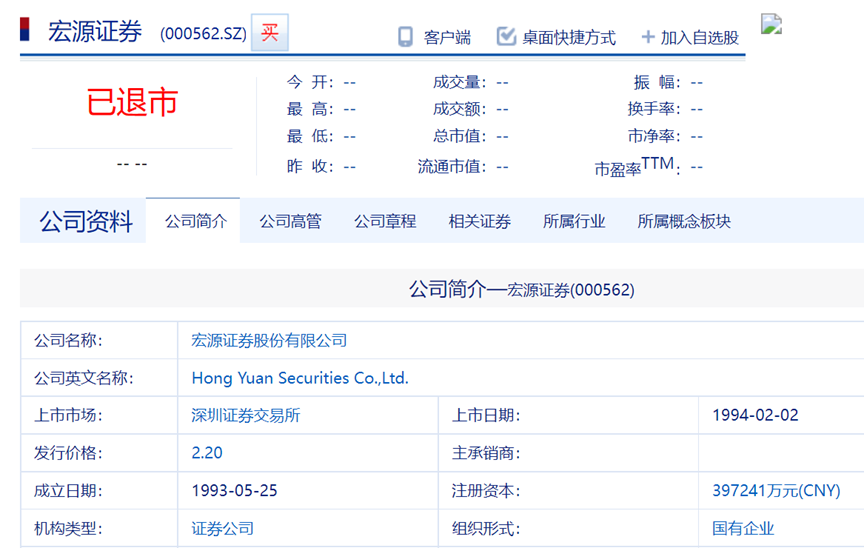 宏源证券 (000562.SZ) 买 客户端 桌面快捷方式 + 加入自选股
已退市
-- --
今 开: -- 成交量: -- 振 幅: --
最 高: -- 成交额: -- 换手率: --
最 低: -- 总市值: -- 市净率: --
昨 收: -- 流通市值: -- 市盈率TTM: --
公司资料 公司简介 公司高管 公司章程 相关证券 所属行业 所属概念板块
公司简介—宏源证券(000562)
公司名称: 宏源证券股份有限公司
公司英文名称: Hong Yuan Securities Co.,Ltd.
上市市场: 深圳证券交易所 上市日期: 1994-02-02
发行价格: 2.20 主承销商:
成立日期: 1993-05-25 注册资本: 397241万元(CNY)
机构类型: 证券公司 组织形式: 国有企业